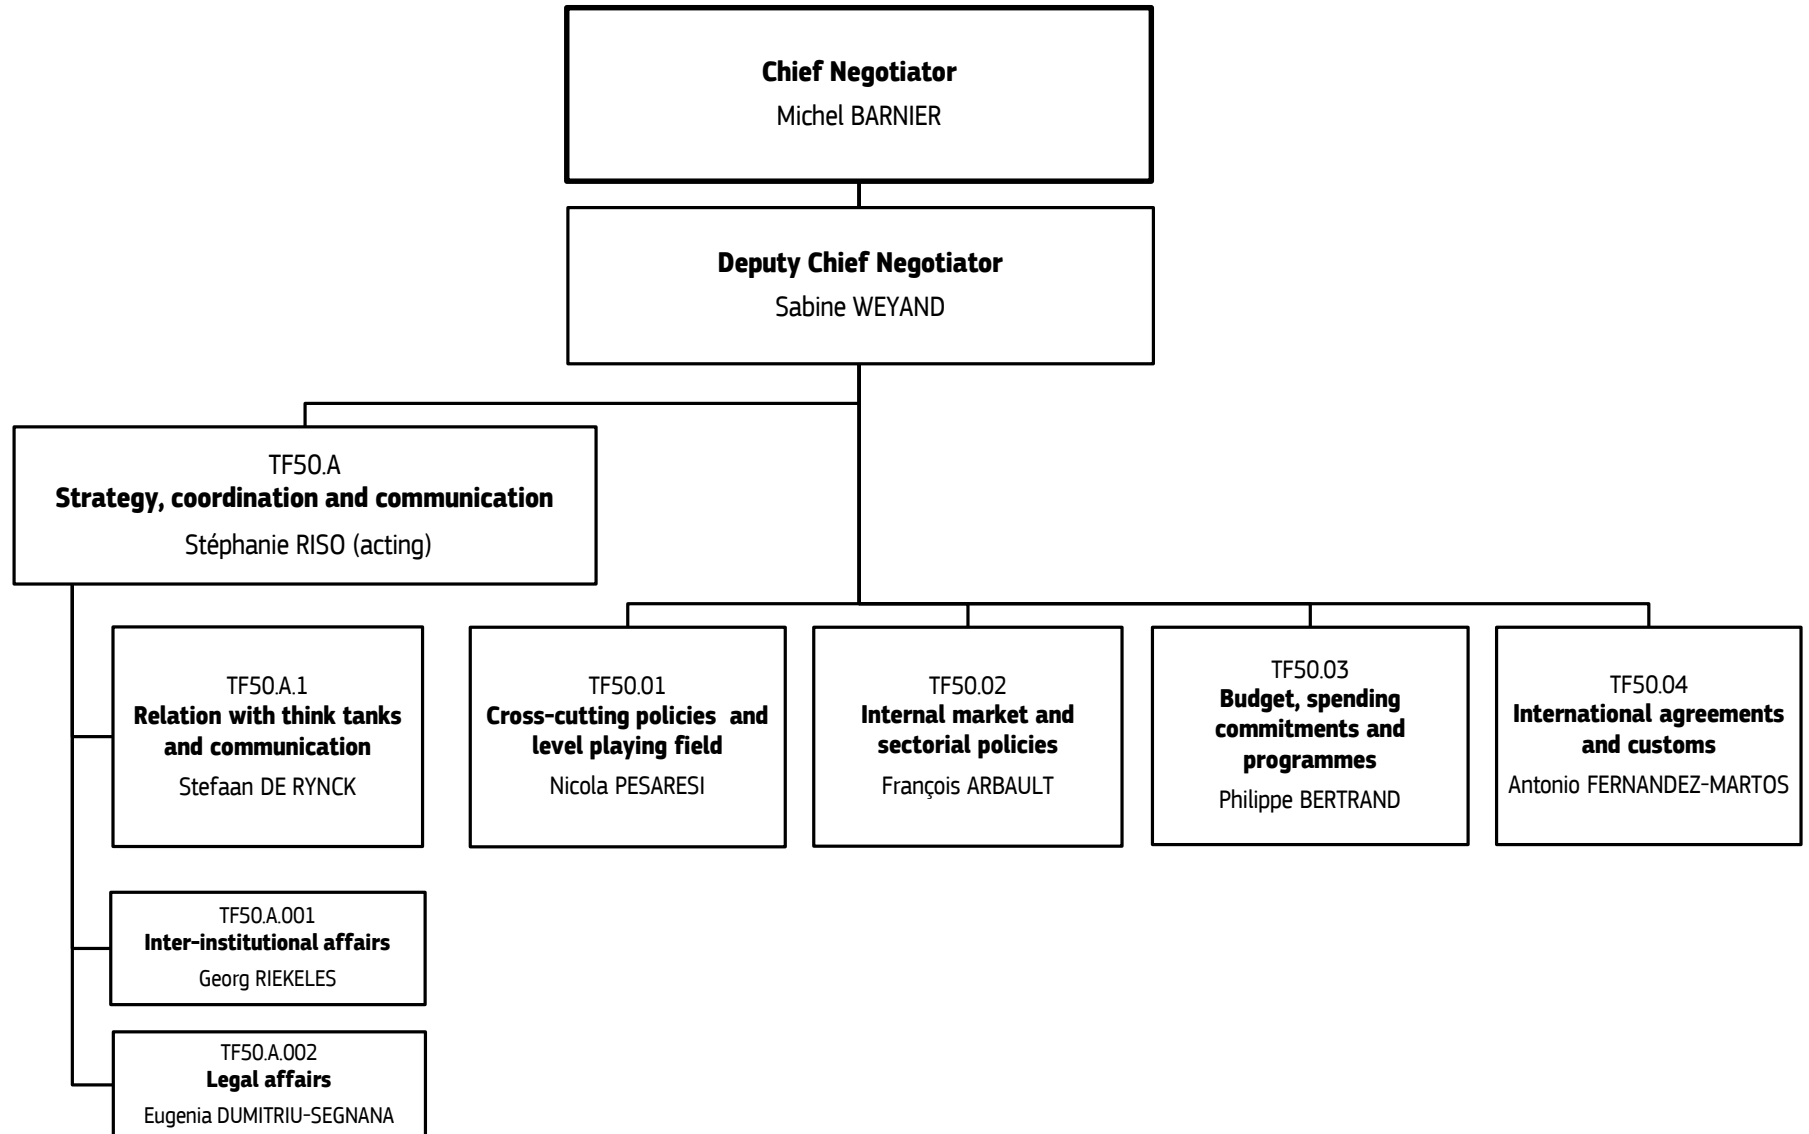 Chief Negotiator
Michel BARNIER
Deputy Chief Negotiator
Sabine WEYAND
TF50.A
Strategy, coordination and communication
Stéphanie RISO (acting)
TF50.A.1
Relation with think tanks
and communication
Stefaan DE RYNCK
TF50.01
Cross-cutting policies and
level playing field
Nicola PESARESI
TF50.02
Internal market and
sectorial policies
François ARBAULT
TF50.03
Budget, spending
commitments and
programmes
Philippe BERTRAND
TF50.04
International agreements
and customs
Antonio FERNANDEZ-MARTOS
TF50.A.001
Inter-institutional affairs
Georg RIEKELES
TF50.A.002
Legal affairs
Eugenia DUMITRIU-SEGNANA